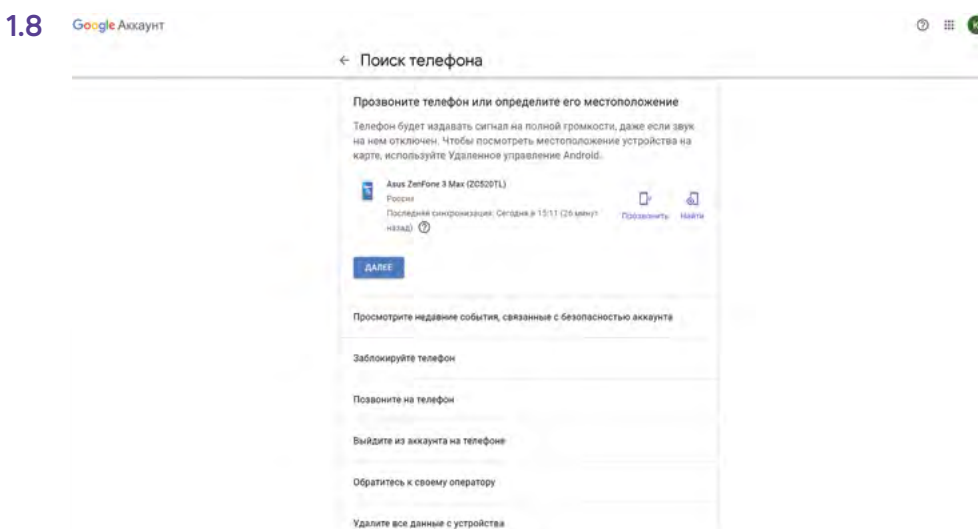 1.8
Google Аккаунт
← Поиск телефона
Прозвоните телефон или определите его местоположение
Телефон будет издавать сигнал на полной громкости, даже если звук
на нем отключен. Чтобы посмотреть местоположение устройства на
карте, используйте Удаленное управление Android.
Asus ZenFone 3 Max (ZC520TL)
Россия
Последняя синхронизация: Сегодня в 15:11 (26 минут
назад)
Прозвонить
Найти
ДАЛЕЕ
Просмотрите недавние события, связанные с безопасностью аккаунта
Заблокируйте телефон
Позвоните на телефон
Выйдите из аккаунта на телефоне
Обратитесь к своему оператору
Удалите все данные с устройства